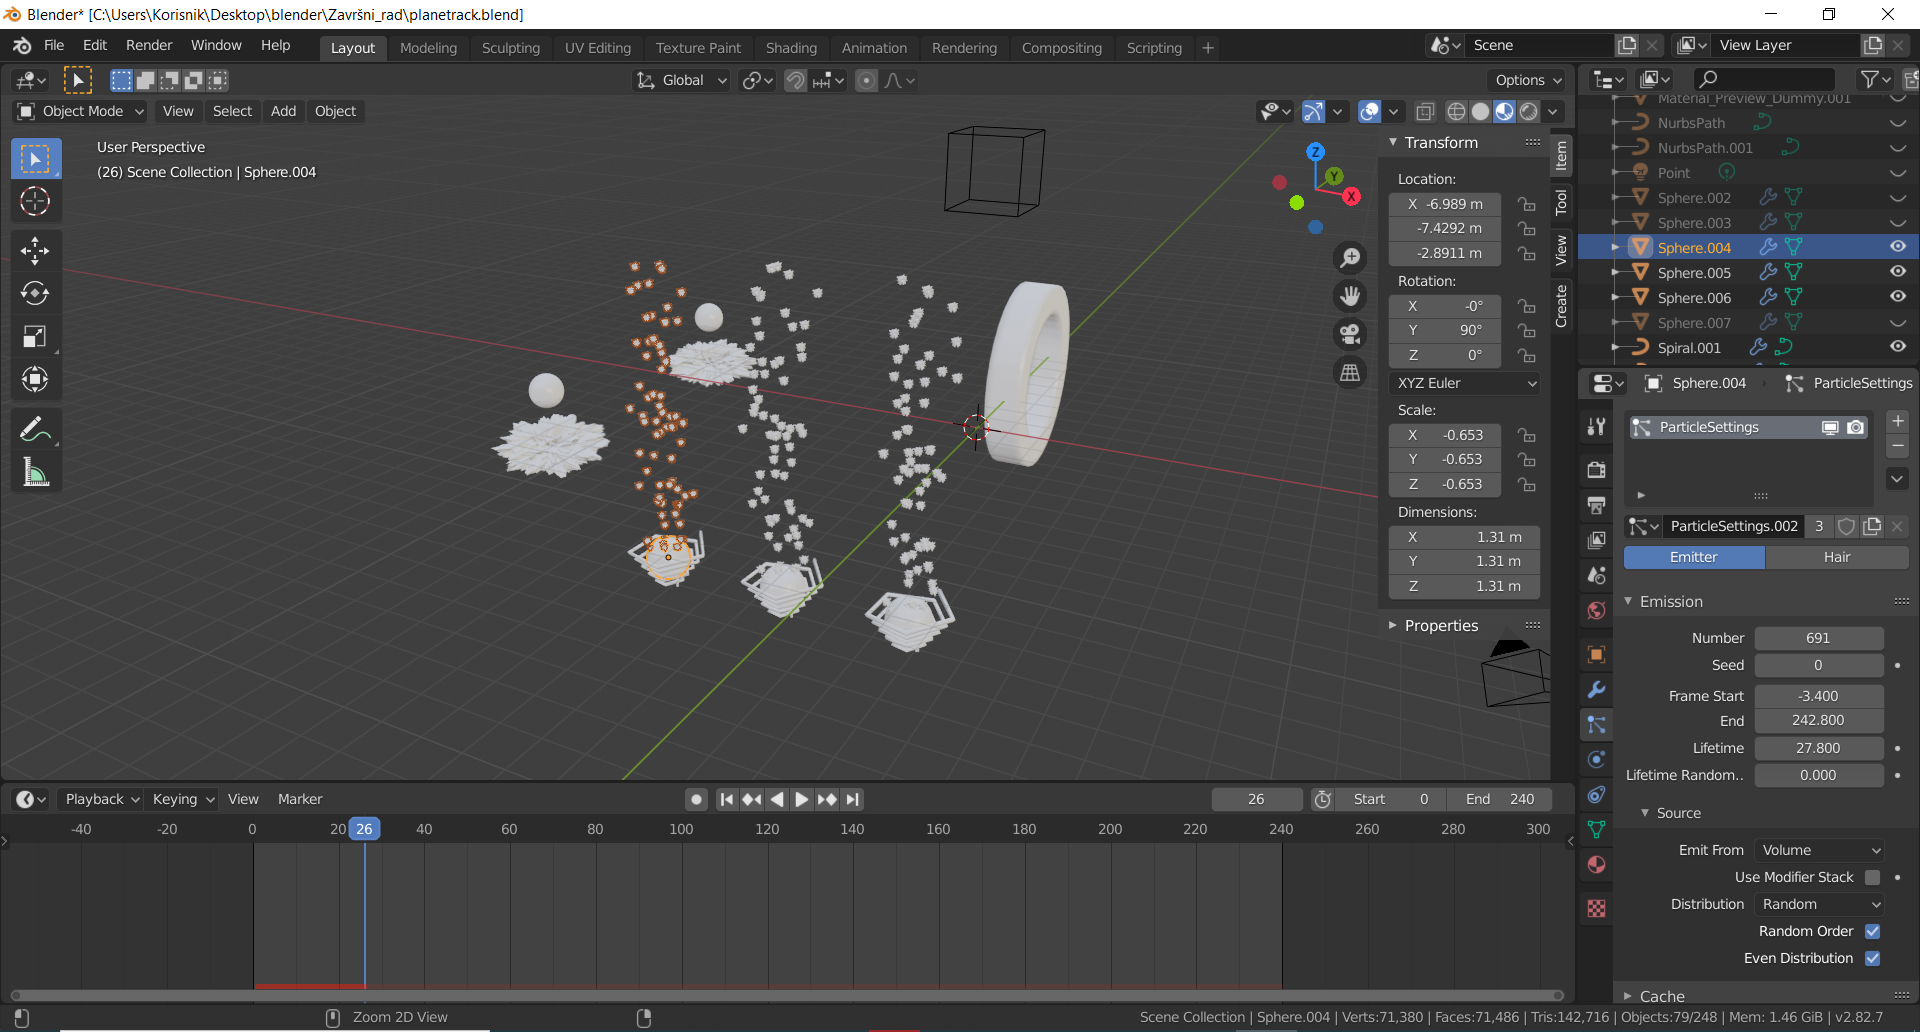 Blender* [C:\Users\Korisnik\Desktop\blender\Završni_rad\planetrack.blend]
File Edit Render Window Help
Layout Modeling Sculpting UV Editing Texture Paint Shading Animation Rendering Compositing Scripting +
Scene
View Layer
Global
Options
Object Mode View Select Add Object
User Perspective
(26) Scene Collection | Sphere.004
Z
Y
X
Transform
Location:
X -6.989 m
-7.4292 m
-2.8911 m
Rotation:
X -0°
Y 90°
Z 0°
XYZ Euler
Scale:
X -0.653
Y -0.653
Z -0.653
Dimensions:
X 1.31 m
Y 1.31 m
Z 1.31 m
Properties
Item
Tool
View
Create
Material_Preview_Dummy.001
NurbsPath
NurbsPath.001
Point
Sphere.002
Sphere.003
Sphere.004
Sphere.005
Sphere.006
Sphere.007
Spiral.001
Sphere.004 ParticleSettings
ParticleSettings
ParticleSettings.002 3
Emitter Hair
Emission
Number 691
Seed 0
Frame Start -3.400
End 242.800
Lifetime 27.800
Lifetime Random.. 0.000
Source
Emit From Volume
Use Modifier Stack
Distribution Random
Random Order
Even Distribution
Cache
Playback Keying View Marker
26
Start 0
End 240
-40 -20 0 20 26 40 60 80 100 120 140 160 180 200 220 240 260 280 300
Zoom 2D View
Scene Collection | Sphere.004 | Verts:71,380 | Faces:71,486 | Tris:142,716 | Objects:79/248 | Mem: 1.46 GiB | v2.82.7